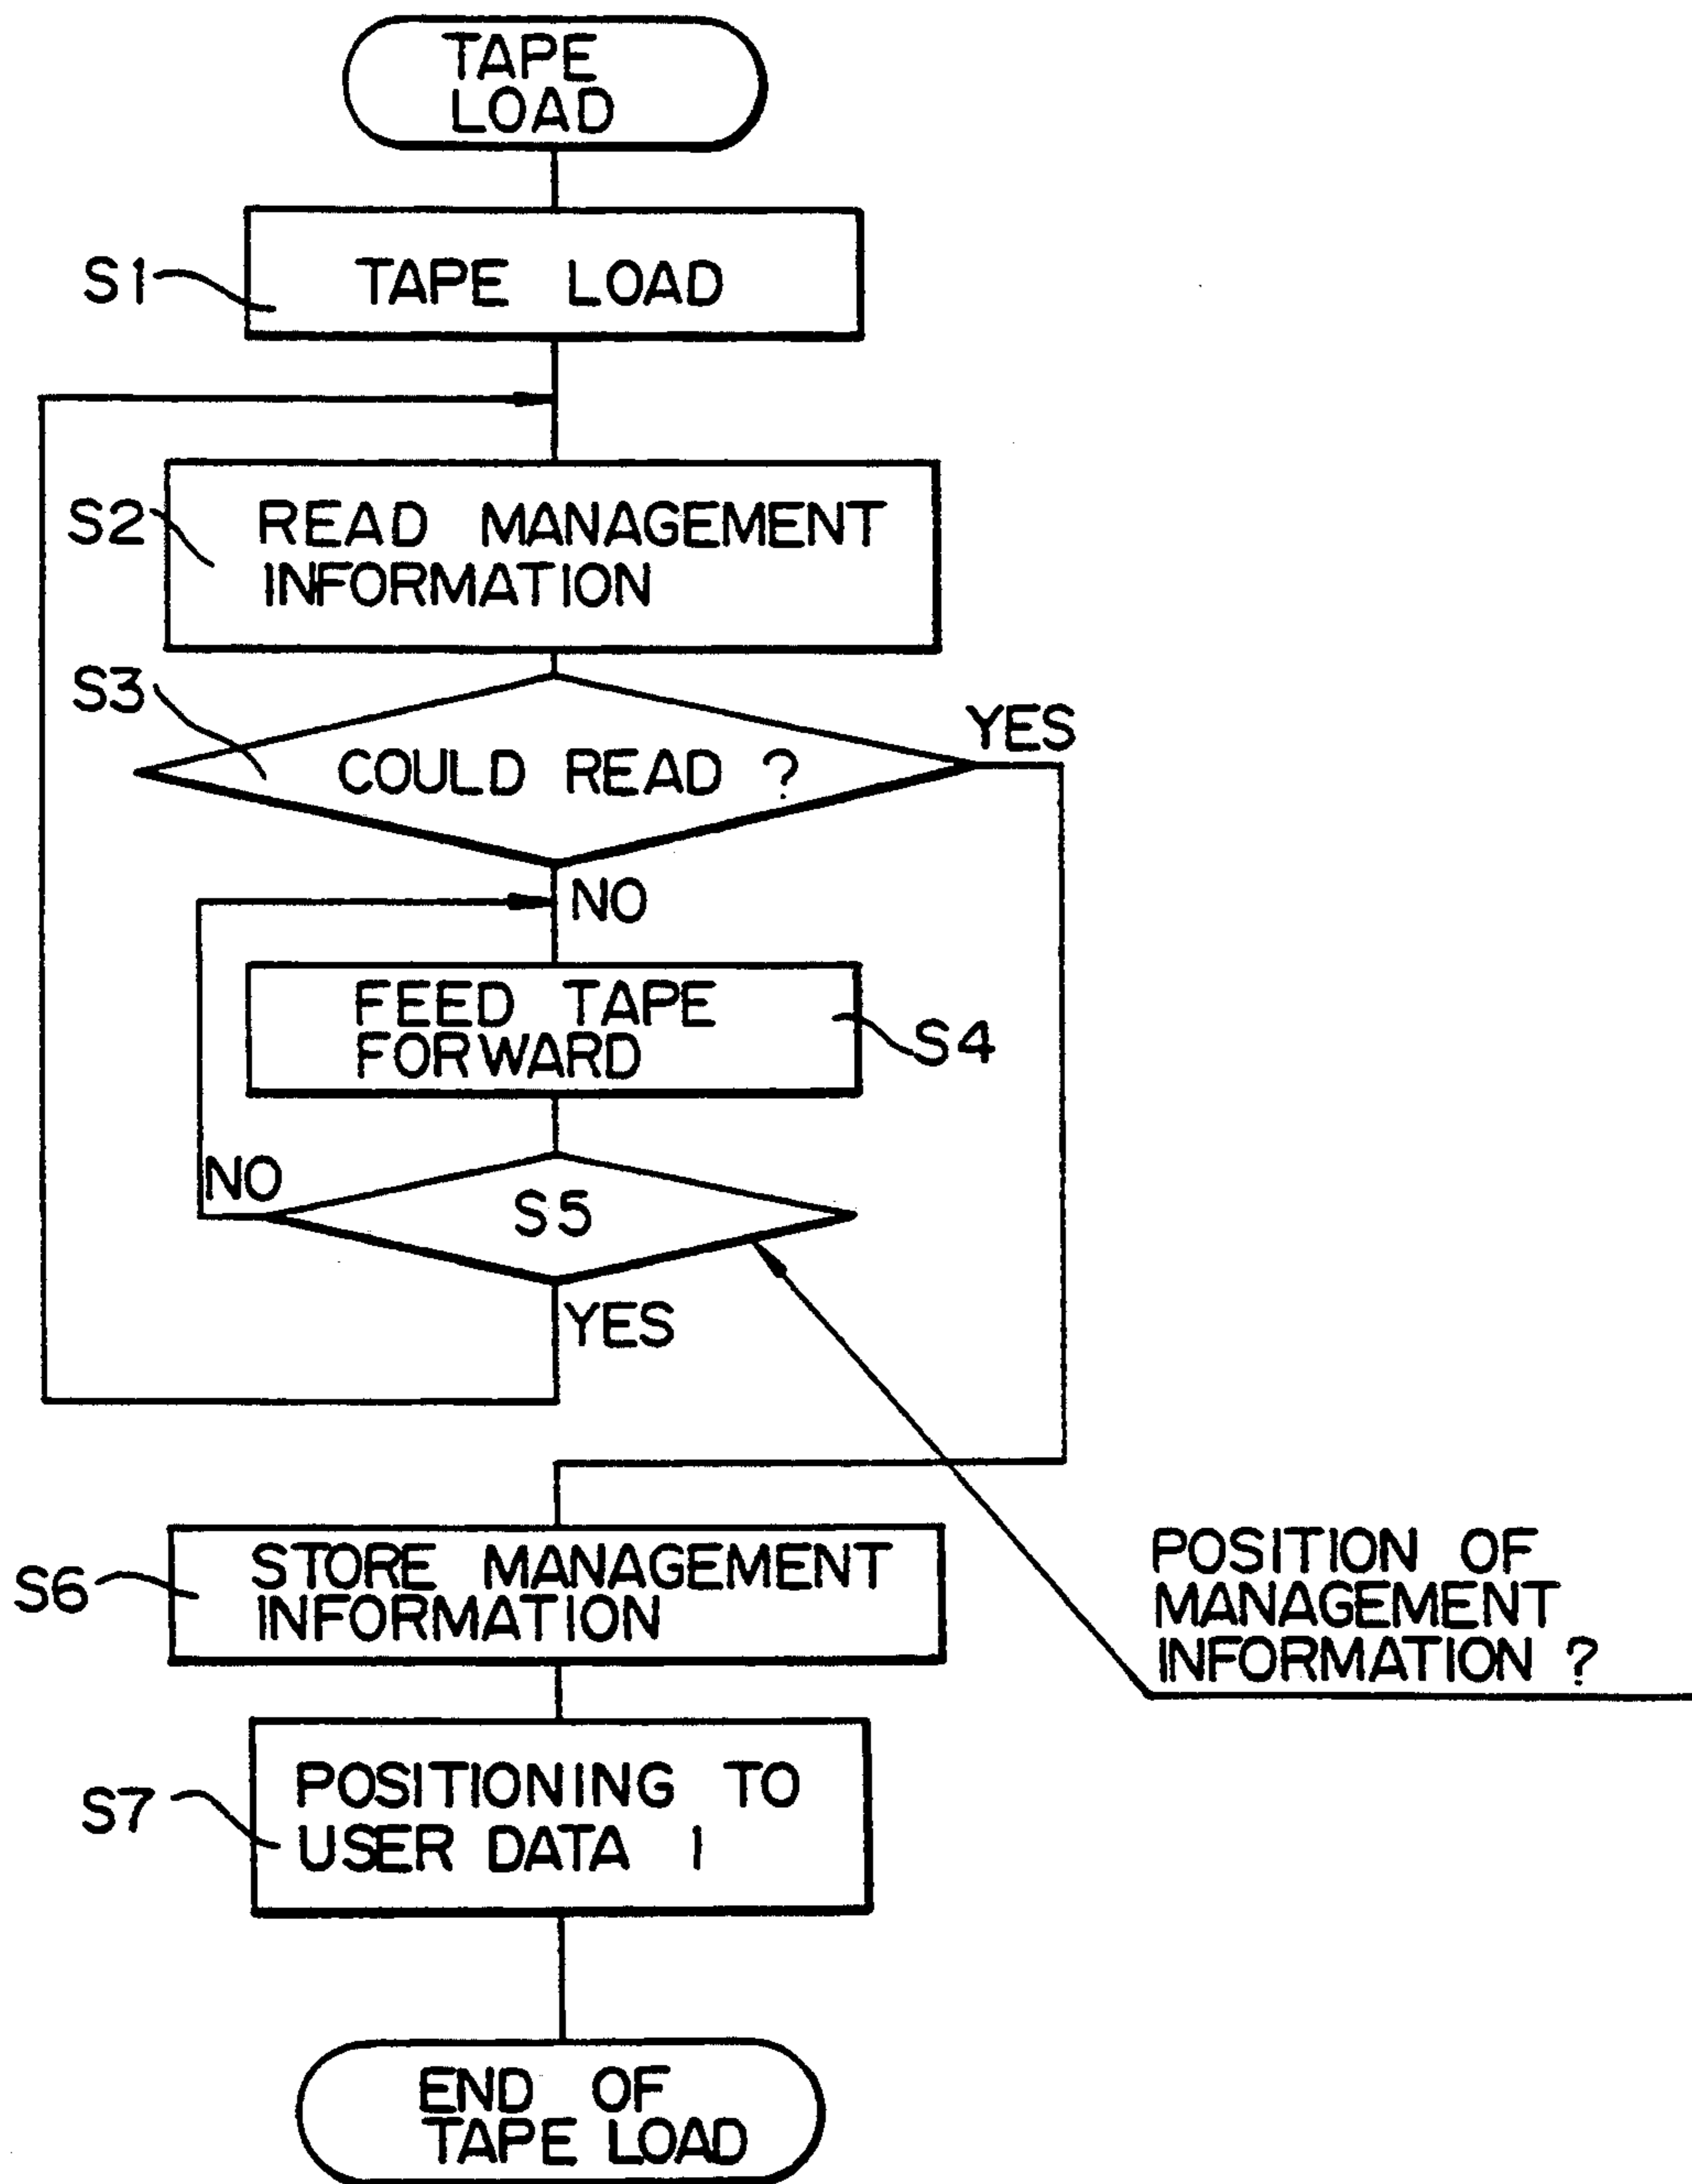 TAPE
LOAD
S1
TAPE LOAD
S2
READ MANAGEMENT
INFORMATION
S3
COULD READ ?
YES
NO
FEED TAPE
FORWARD
S4
NO
S5
YES
S6
STORE MANAGEMENT
INFORMATION
POSITION OF
MANAGEMENT
INFORMATION ?
S7
POSITIONING TO
USER DATA 1
END OF
TAPE LOAD